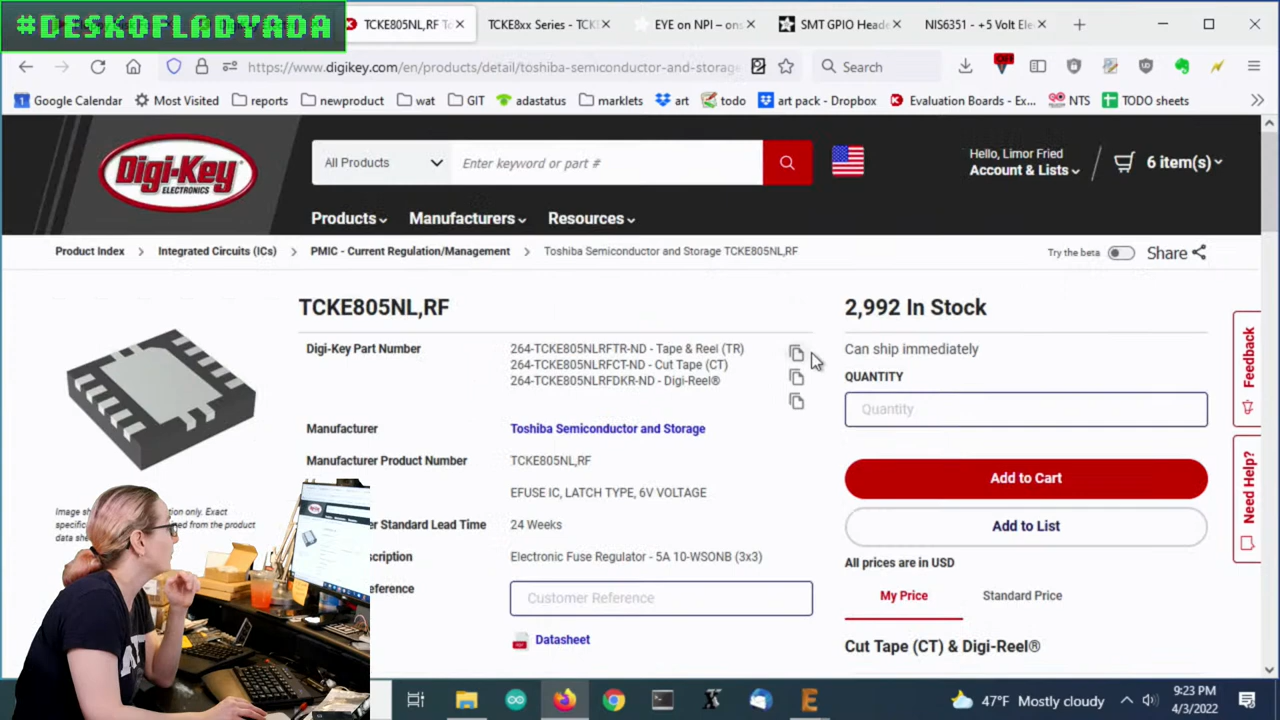 #DESKOFLADYADA
TCKE805NL,RF To
TCKE8xx Series - TCK
EYE on NPI – ons
SMT GPIO Heade
NIS6351 - +5 Volt Ele
https://www.digikey.com/en/products/detail/toshiba-semiconductor-and-storage
Search
OFF
Google Calendar
Most Visited
reports
newproduct
wat
GIT
adastatus
marklets
art
todo
art pack - Dropbox
Evaluation Boards - Ex...
NTS
TODO sheets
Digi-Key
ELECTRONICS
All Products
Enter keyword or part #
Hello, Limor Fried
Account & Lists
6 item(s)
Products
Manufacturers
Resources
Product Index
Integrated Circuits (ICs)
PMIC - Current Regulation/Management
Toshiba Semiconductor and Storage TCKE805NL,RF
Try the beta
Share
TCKE805NL,RF
2,992 In Stock
Digi-Key Part Number
264-TCKE805NLRFTR-ND - Tape & Reel (TR)
264-TCKE805NLRFCT-ND - Cut Tape (CT)
264-TCKE805NLRFDKR-ND - Digi-Reel®
Can ship immediately
QUANTITY
Quantity
Manufacturer
Toshiba Semiconductor and Storage
Manufacturer Product Number
TCKE805NL,RF
EFUSE IC, LATCH TYPE, 6V VOLTAGE
Standard Lead Time
24 Weeks
Electronic Fuse Regulator - 5A 10-WSONB (3x3)
Customer Reference
Datasheet
Add to Cart
Add to List
All prices are in USD
My Price
Standard Price
Cut Tape (CT) & Digi-Reel®
Feedback
Need Help?
47°F Mostly cloudy
9:23 PM
4/3/2022